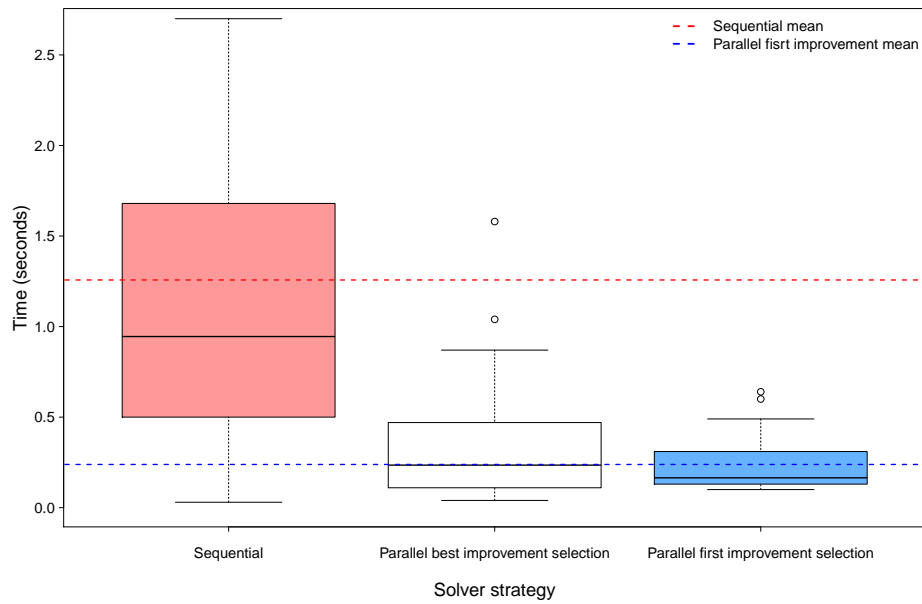 Sequential mean
Parallel fisrt improvement mean
Time (seconds)
2.5
2.0
1.5
1.0
0.5
0.0
Sequential
Parallel best improvement selection
Parallel first improvement selection
Solver strategy